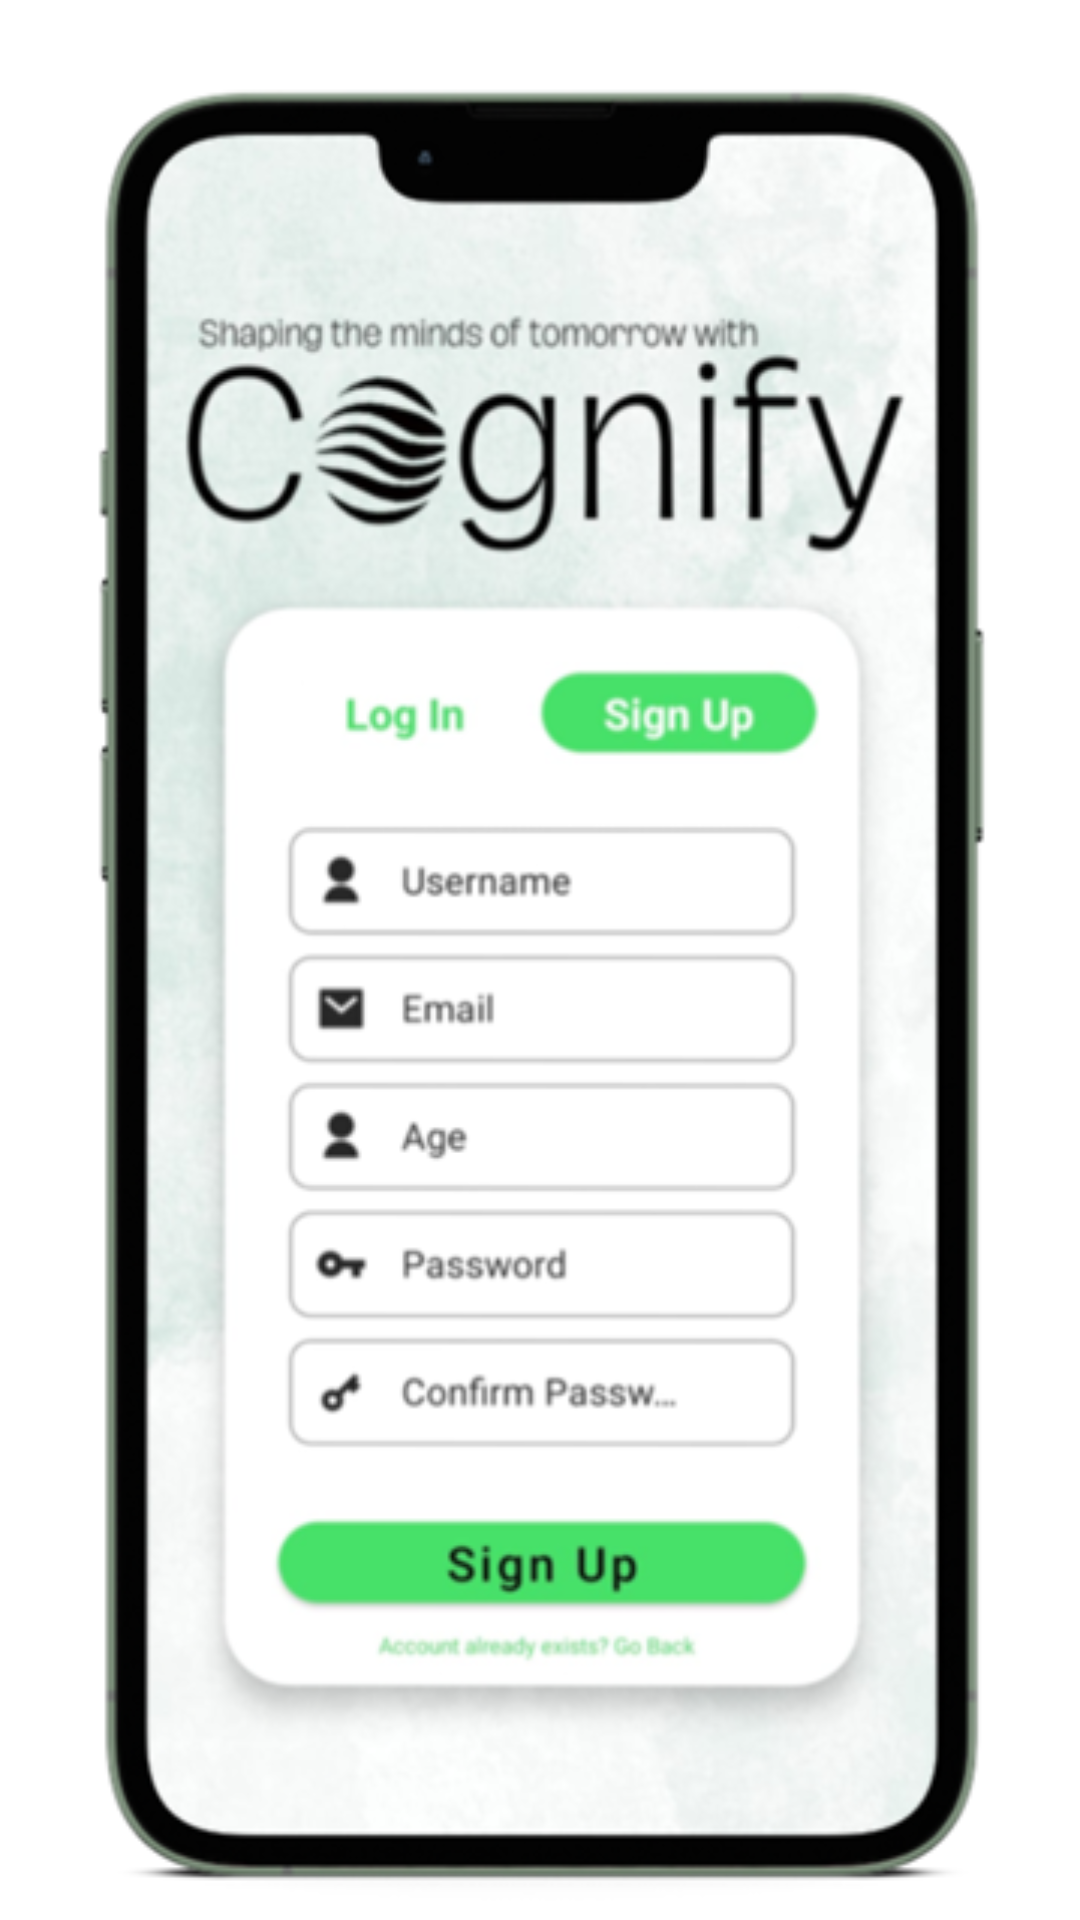 Shaping the minds of tomorrow with
Cognify
Log In
Sign Up
Username
Email
Age
Password
Confirm Passw...
Sign Up
Account already exists? Go Back